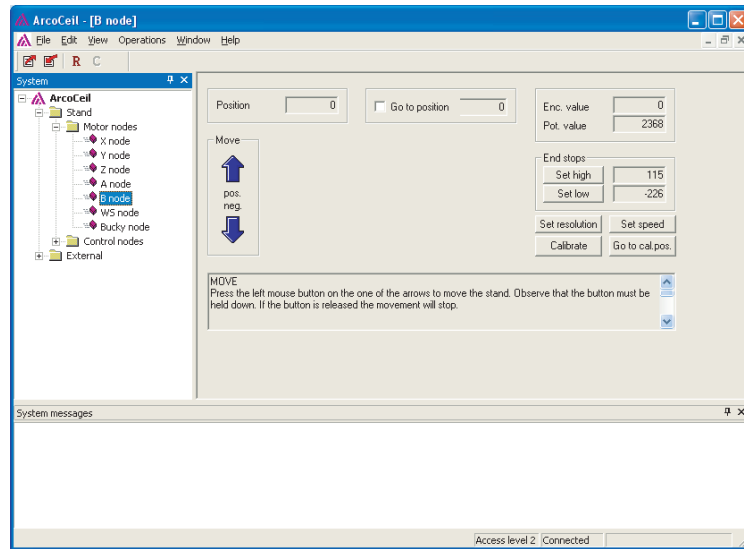 ArcoCeil - [B node]
File Edit View Operations Window Help
R C
System
ArcoCeil
Stand
Motor nodes
X node
Y node
Z node
A node
B node
WS node
Bucky node
Control nodes
External
Position 0
Go to position 0
Enc. value 0
Pot. value 2368
Move
pos.
neg.
End stops
Set high 115
Set low -226
Set resolution Set speed
Calibrate Go to cal.pos.
MOVE
Press the left mouse button on the one of the arrows to move the stand. Observe that the button must be
held down. If the button is released the movement will stop.
System messages
Access level 2 Connected